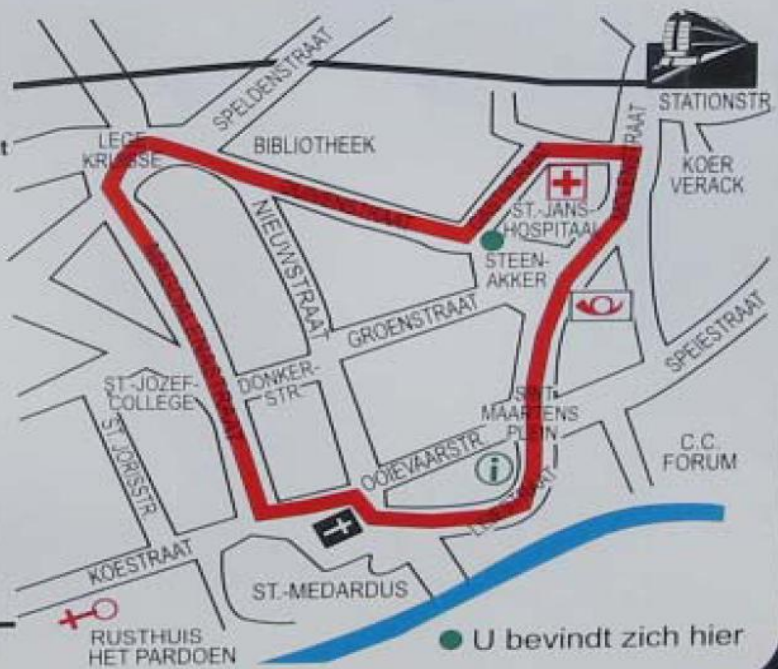 SPELDENSTRAAT
STATIONSTR
LEGE
KRUISSE
BIBLIOTHEEK
KOER
VERACK
ST.-JANS-
HOSPITAAL
NIEUWSTRAAT
STEEN-
AKKER
GROENSTRAAT
SPEIESTRAAT
MAGDALENASTRAAT
ST-JOZEF-
COLLEGE
DONKER-
STR
SINT
MAARTENS
PLEIN
ST JORISSTR
OOIEVAARSTR
C.C.
FORUM
i
KOESTRAAT
ST.-MEDARDUS
RUSTHUIS
HET PARDOEN
U bevindt zich hier